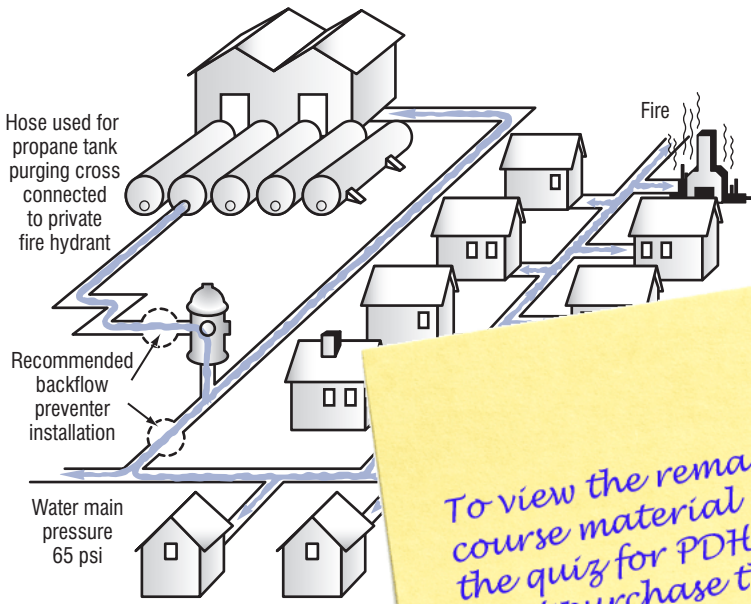 Hose used for
propane tank
purging cross
connected
to private
fire hydrant
Fire
Recommended
backflow
preventer
installation
Water main
pressure
65 psi
To view the
course material
the quiz for PDH
purchase